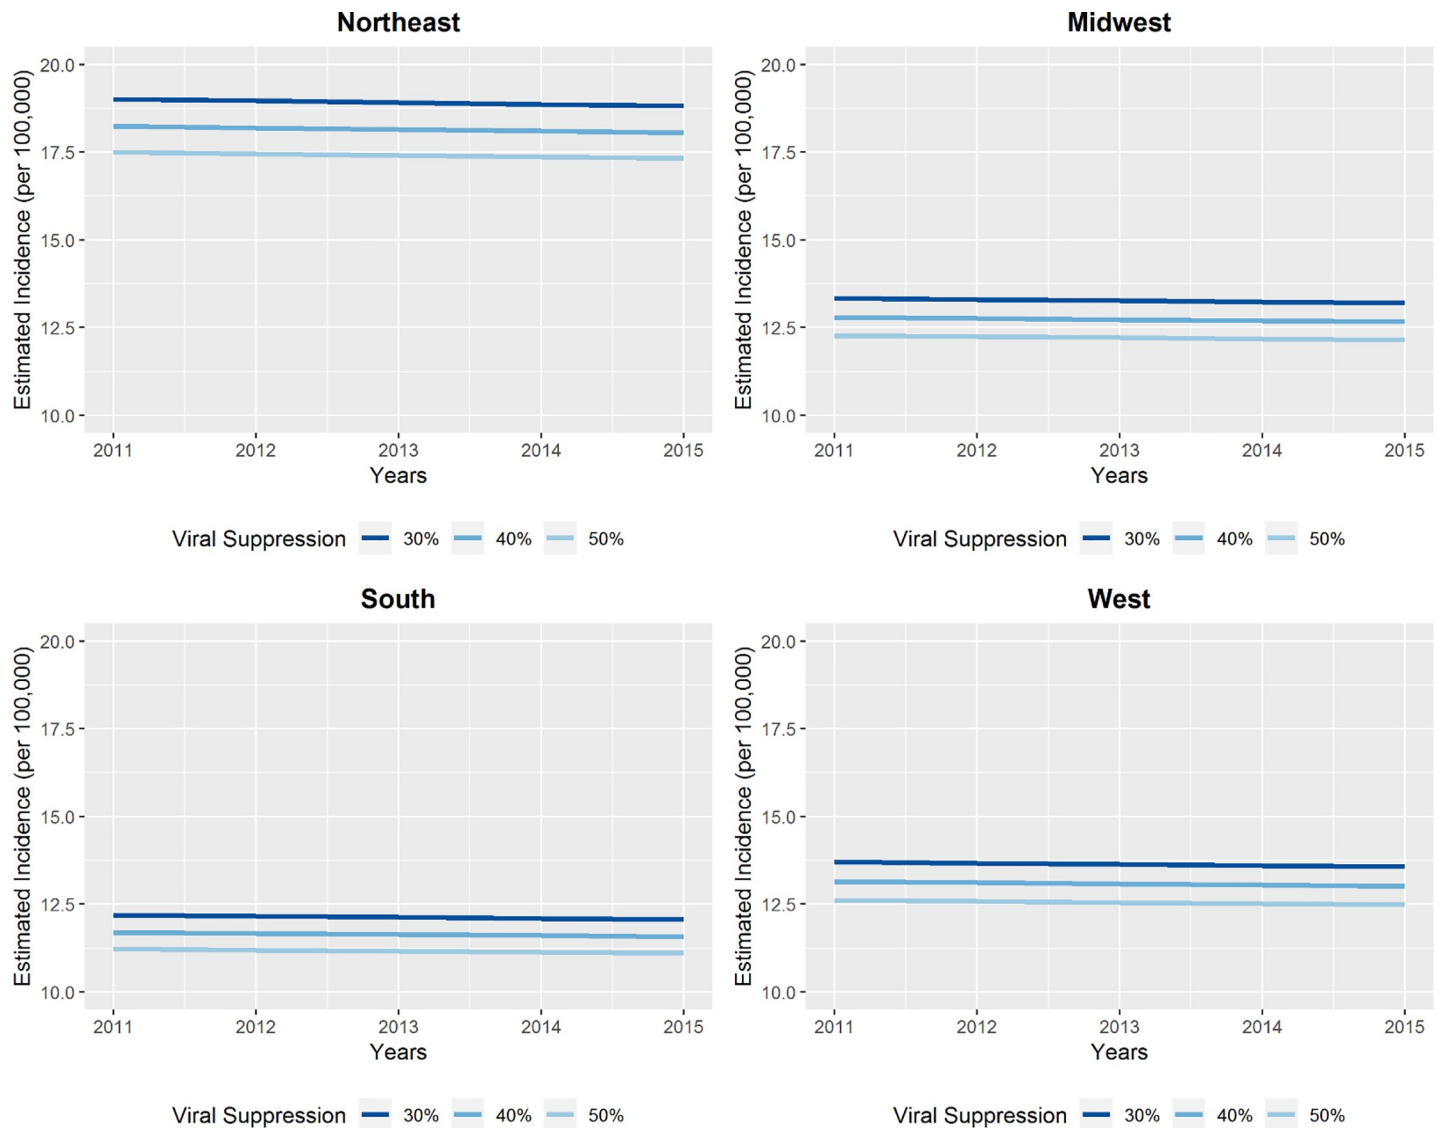 Northeast
Estimated Incidence (per 100,000)
20.0
17.5
15.0
12.5
10.0
2011 2012 2013 2014 2015
Years
Viral Suppression 30% 40% 50%
Midwest
Estimated Incidence (per 100,000)
20.0
17.5
15.0
12.5
10.0
2011 2012 2013 2014 2015
Years
Viral Suppression 30% 40% 50%
South
Estimated Incidence (per 100,000)
20.0
17.5
15.0
12.5
10.0
2011 2012 2013 2014 2015
Years
Viral Suppression 30% 40% 50%
West
Estimated Incidence (per 100,000)
20.0
17.5
15.0
12.5
10.0
2011 2012 2013 2014 2015
Years
Viral Suppression 30% 40% 50%